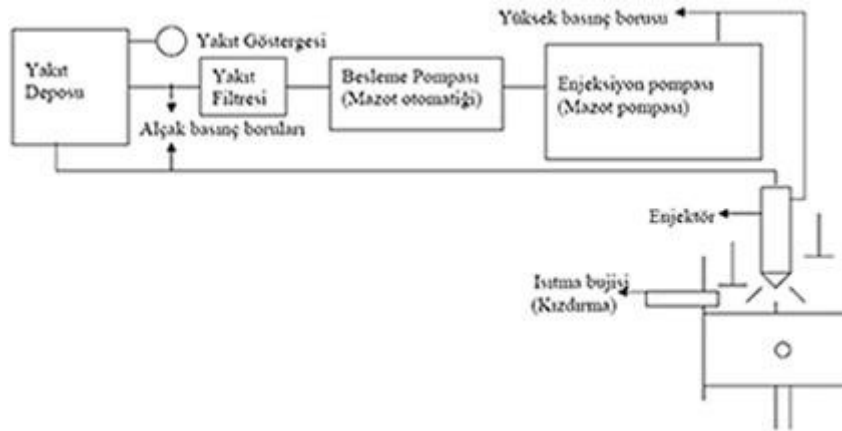 Yüksek basınç borusu
Yakıt Göstergesi
Yakıt
Deposu
Yakıt
Filtresi
Besleme Pompası
(Mazot otomatiği)
Enjeksiyon pompası
(Mazot pompası)
Alçak basınç boruları
Enjektör
Isıtma bujisi
(Kızdırma)